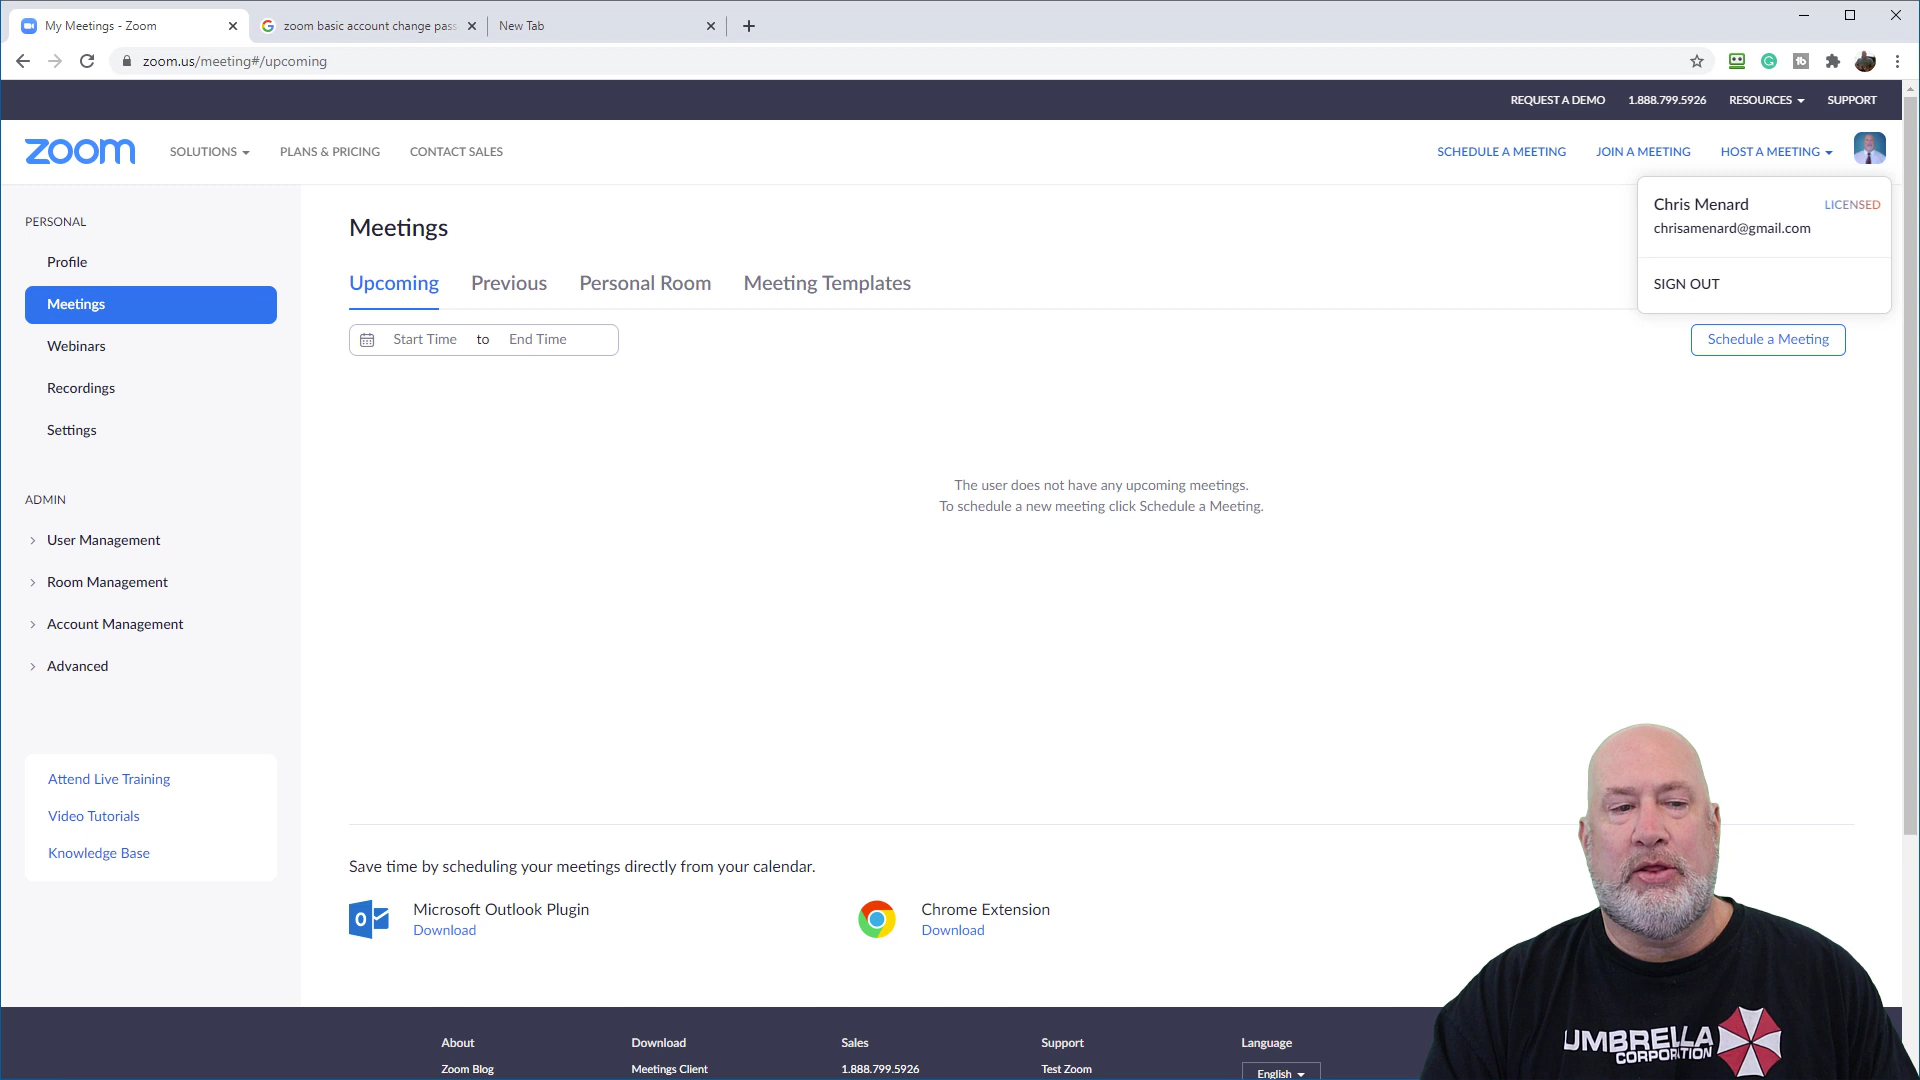 My Meetings - Zoom
zoom basic account change pass
New Tab
zoom.us/meeting#/upcoming
REQUEST A DEMO
1.888.799.5926
RESOURCES
SUPPORT
zoom
SOLUTIONS
PLANS & PRICING
CONTACT SALES
SCHEDULE A MEETING
JOIN A MEETING
HOST A MEETING
Chris Menard
LICENSED
chrisamenard@gmail.com
SIGN OUT
PERSONAL
Profile
Meetings
Webinars
Recordings
Settings
ADMIN
User Management
Room Management
Account Management
Advanced
Attend Live Training
Video Tutorials
Knowledge Base
Meetings
Upcoming
Previous
Personal Room
Meeting Templates
Start Time to End Time
Schedule a Meeting
The user does not have any upcoming meetings.
To schedule a new meeting click Schedule a Meeting.
Save time by scheduling your meetings directly from your calendar.
Microsoft Outlook Plugin
Download
Chrome Extension
Download
About
Zoom Blog
Download
Meetings Client
Sales
1.888.799.5926
Support
Test Zoom
Language
English
UMBRELLA
CORPORATION